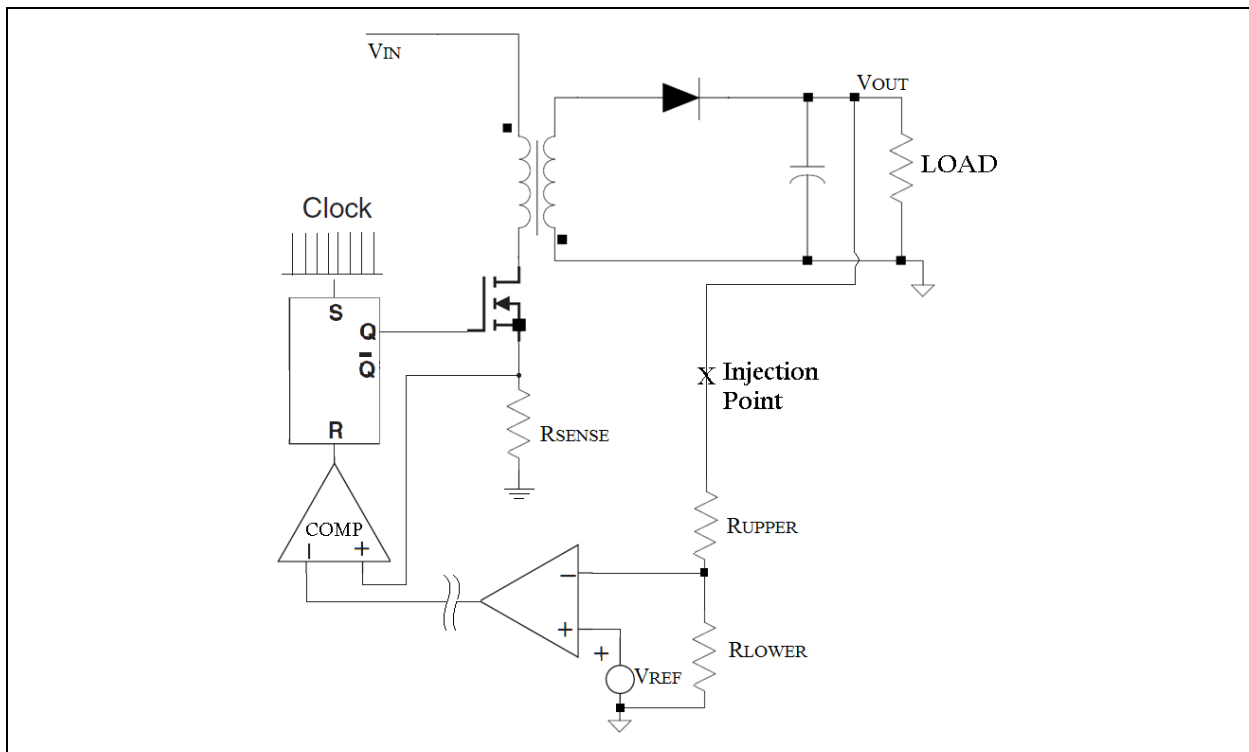 VIN
VOUT
LOAD
Clock
S
Q
Q
R
X Injection
Point
RSENSE
RUPPER
COMP
− +
−
+
+
VREF
RLOWER